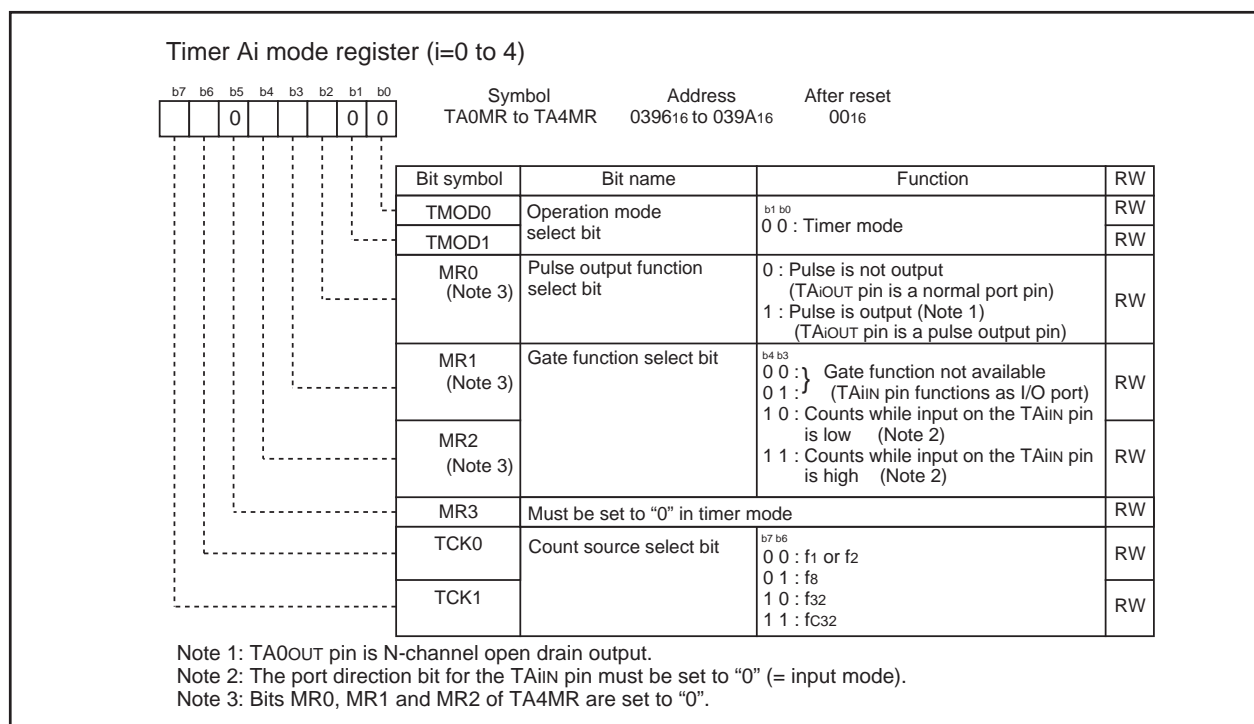 Timer Ai mode register (i=0 to 4)
b7 b6 b5 b4 b3 b2 b1 b0
0 0 0
Symbol Address After reset
TA0MR to TA4MR 039616 to 039A16 0016
Bit symbol Bit name Function RW
TMOD0 Operation mode select bit b1 b0 RW
TMOD1 0 0 : Timer mode RW
MR0 (Note 3) Pulse output function select bit 0 : Pulse is not output
(TAiOUT pin is a normal port pin)
1 : Pulse is output (Note 1)
(TAiOUT pin is a pulse output pin) RW
MR1 (Note 3) Gate function select bit b4 b3
0 0 : } Gate function not available
0 1 : (TAiIN pin functions as I/O port) RW
1 0 : Counts while input on the TAiIN pin
is low (Note 2)
MR2 (Note 3) 1 1 : Counts while input on the TAiIN pin
is high (Note 2) RW
MR3 Must be set to “0” in timer mode RW
TCK0 Count source select bit b7 b6
0 0 : f1 or f2 RW
0 1 : f8
TCK1 1 0 : f32 RW
1 1 : fC32
Note 1: TA0OUT pin is N-channel open drain output.
Note 2: The port direction bit for the TAiIN pin must be set to “0” (= input mode).
Note 3: Bits MR0, MR1 and MR2 of TA4MR are set to “0”.